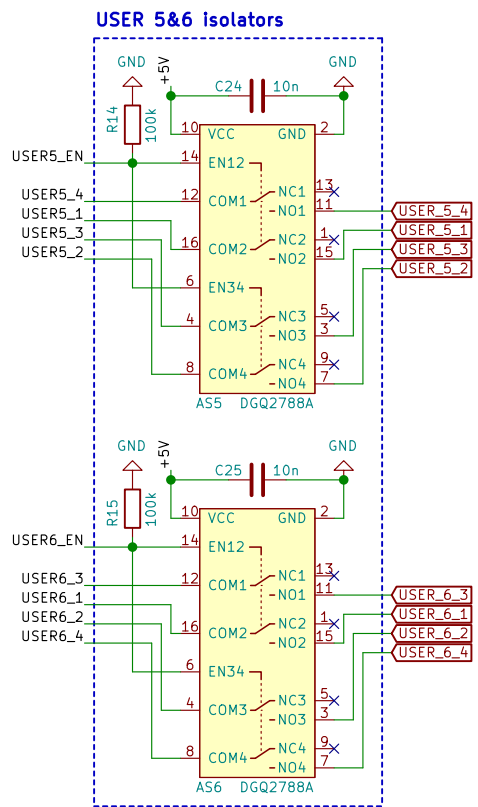 USER 5&6 isolators
GND
+5V
C24
10n
GND
R14
100k
10
VCC
GND
2
USER5_EN
14
EN12
NC1
13
USER5_4
12
COM1
NO1
11
USER_5_4
USER5_1
USER_5_1
USER5_3
16
COM2
NC2
1
USER_5_3
USER5_2
NO2
15
USER_5_2
6
EN34
4
COM3
NC3
5
NO3
3
8
COM4
NC4
9
NO4
7
AS5
DGQ2788A
GND
+5V
C25
10n
GND
R15
100k
10
VCC
GND
2
USER6_EN
14
EN12
NC1
13
USER6_3
12
COM1
NO1
11
USER_6_3
USER6_1
USER_6_1
USER6_2
16
COM2
NC2
1
USER_6_2
USER6_4
NO2
15
USER_6_4
6
EN34
4
COM3
NC3
5
NO3
3
8
COM4
NC4
9
NO4
7
AS6
DGQ2788A